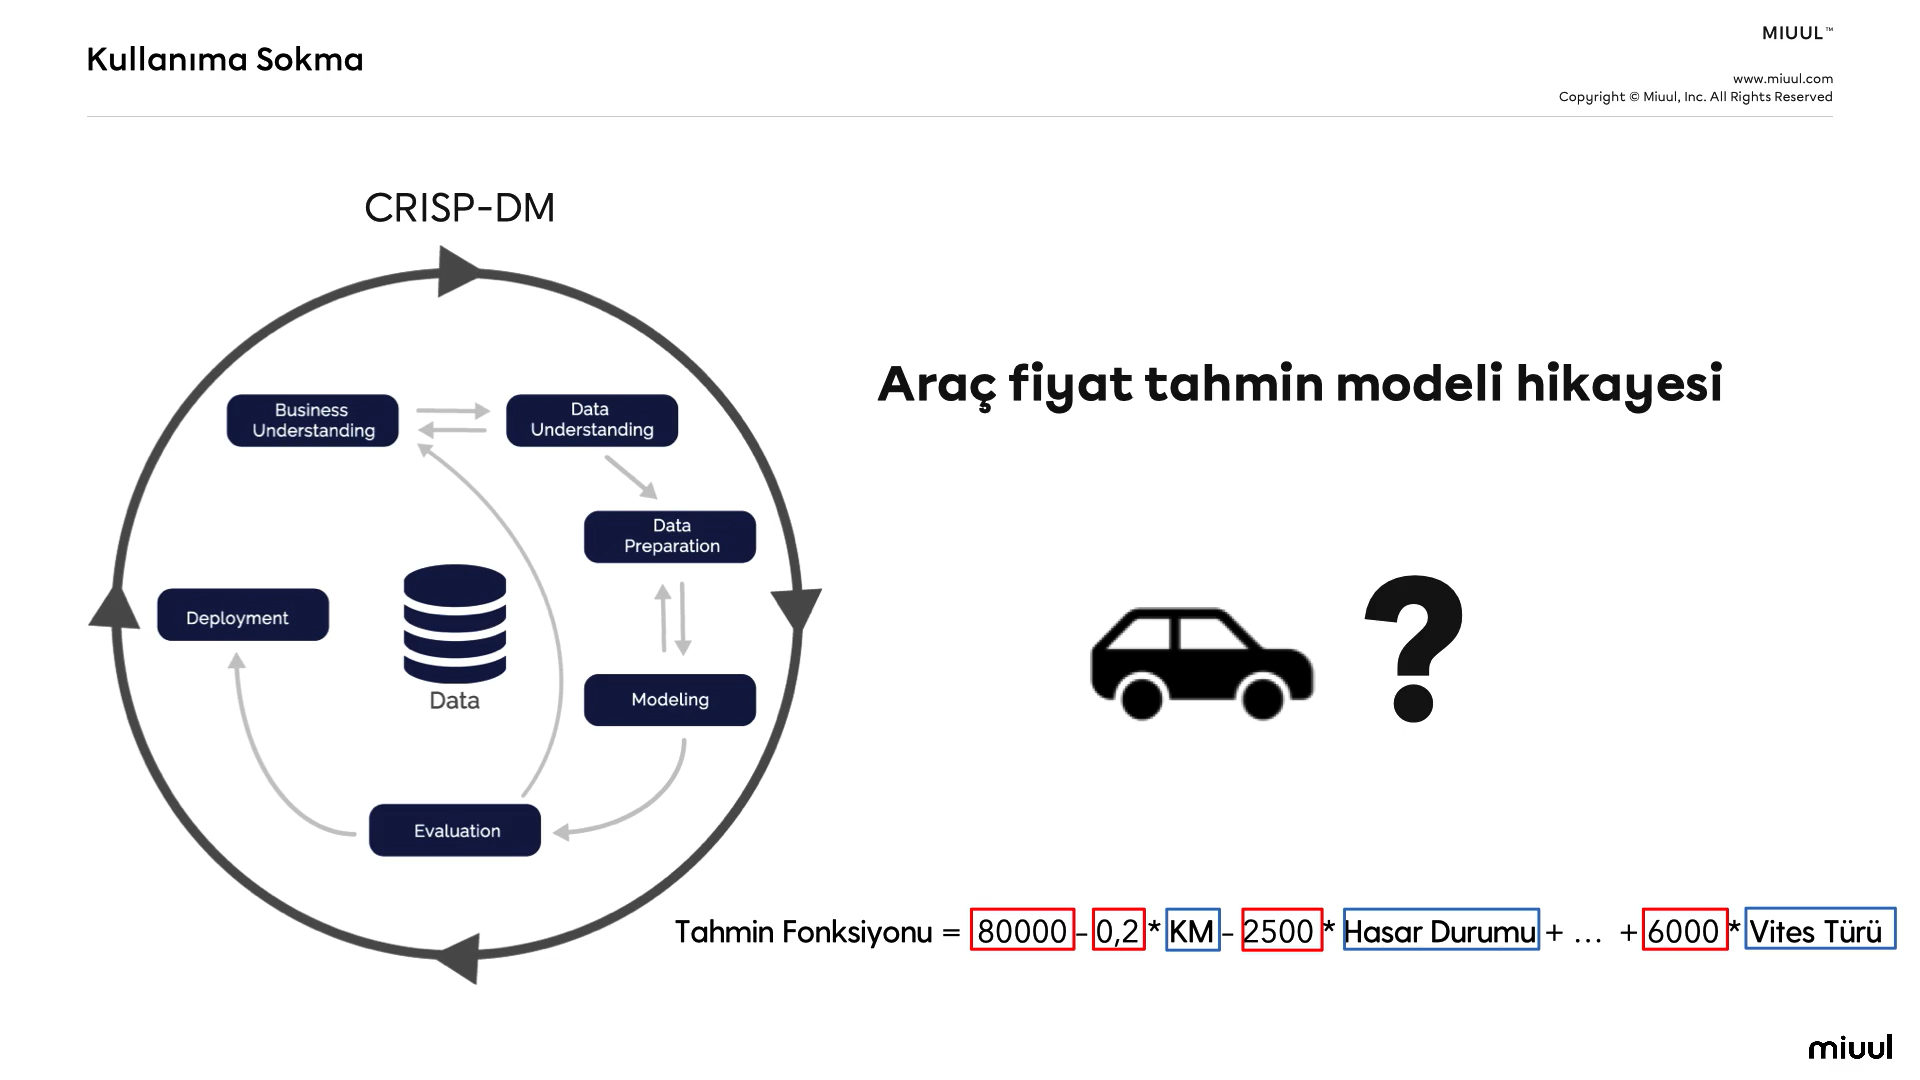 Kullanıma Sokma
MIUUL™
www.miuul.com
Copyright © Miuul, Inc. All Rights Reserved
CRISP-DM
Araç fiyat tahmin modeli hikayesi
Business
Understanding
Data
Understanding
Data
Preparation
Deployment
Data
Modeling
Evaluation
?
Tahmin Fonksiyonu = 80000 - 0,2 * KM - 2500 * Hasar Durumu + ... + 6000 * Vites Türü
miuul